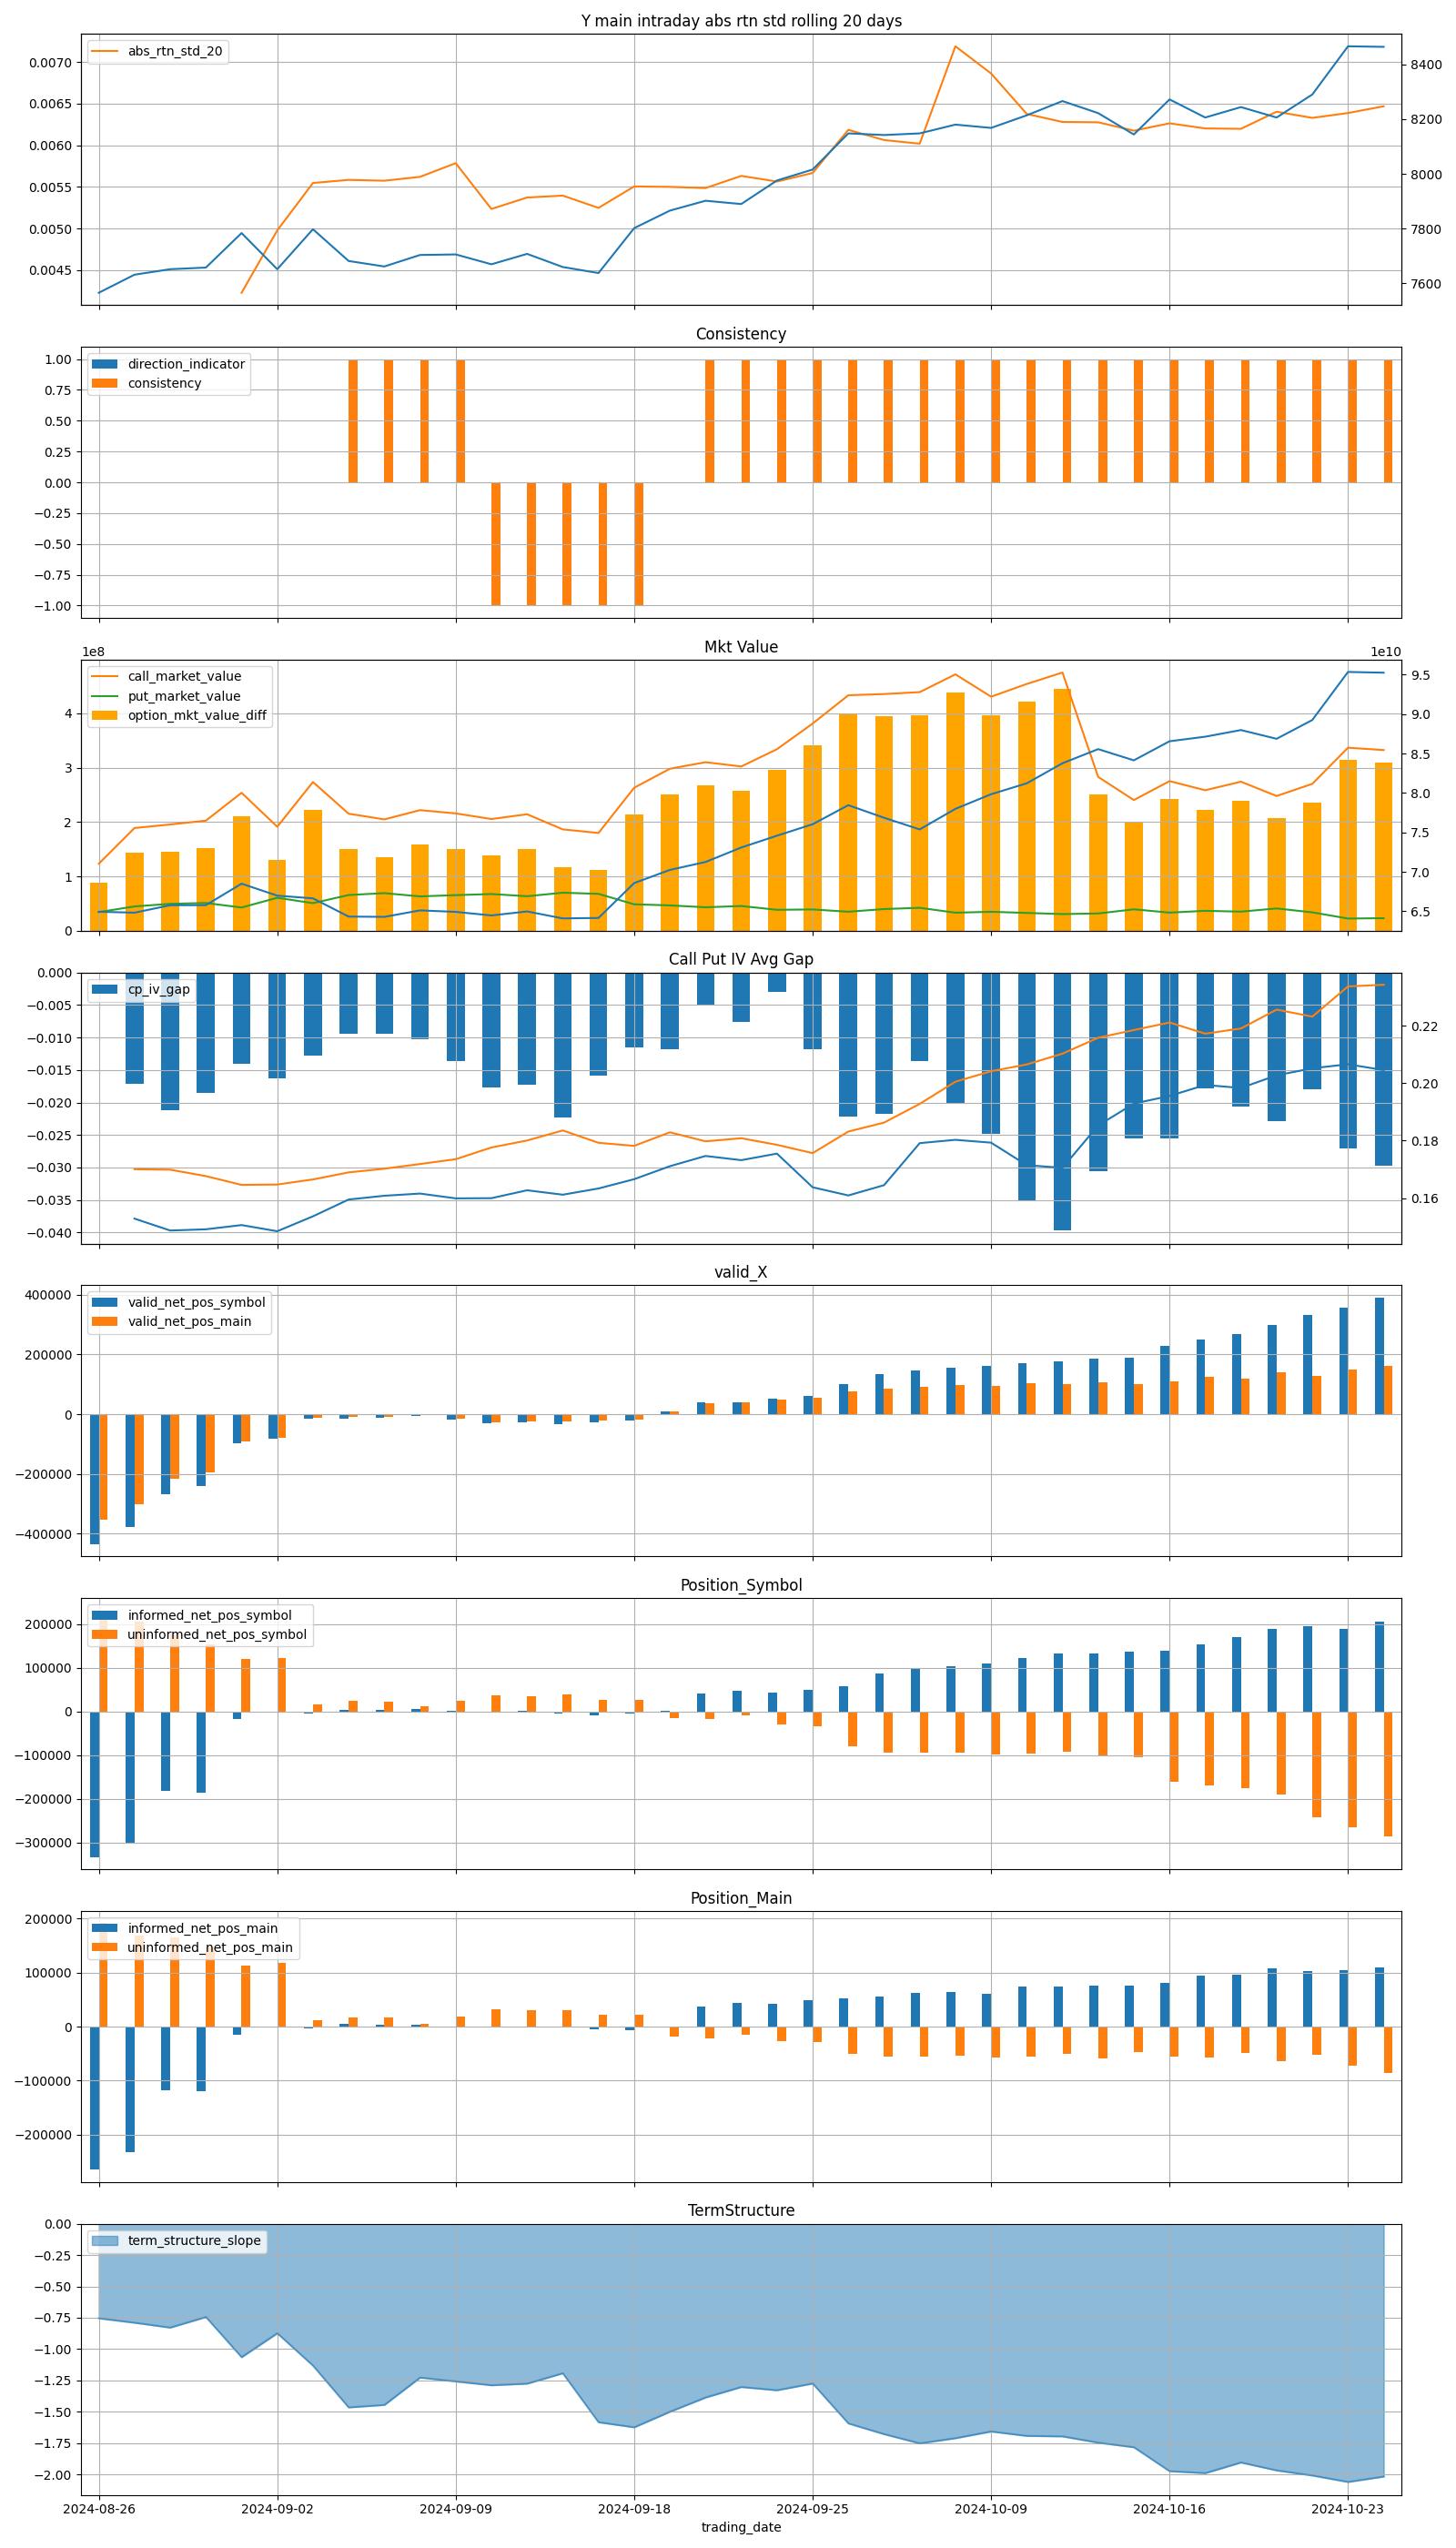 Y main intraday abs rtn std rolling 20 days
abs_rtn_std_20
0.0070
0.0065
0.0060
0.0055
0.0050
0.0045
8400
8200
8000
7800
7600
Consistency
direction_indicator
consistency
1.00
0.75
0.50
0.25
0.00
−0.25
−0.50
−0.75
−1.00
Mkt Value
1e8
1e10
call_market_value
put_market_value
option_mkt_value_diff
4
3
2
1
0
9.5
9.0
8.5
8.0
7.5
7.0
6.5
Call Put IV Avg Gap
cp_iv_gap
0.000
−0.005
−0.010
−0.015
−0.020
−0.025
−0.030
−0.035
−0.040
0.22
0.20
0.18
0.16
valid_X
valid_net_pos_symbol
valid_net_pos_main
400000
200000
0
−200000
−400000
Position_Symbol
informed_net_pos_symbol
uninformed_net_pos_symbol
200000
100000
0
−100000
−200000
−300000
Position_Main
informed_net_pos_main
uninformed_net_pos_main
200000
100000
0
−100000
−200000
TermStructure
term_structure_slope
0.00
−0.25
−0.50
−0.75
−1.00
−1.25
−1.50
−1.75
−2.00
2024-08-26 2024-09-02 2024-09-09 2024-09-18 2024-09-25 2024-10-09 2024-10-16 2024-10-23
trading_date